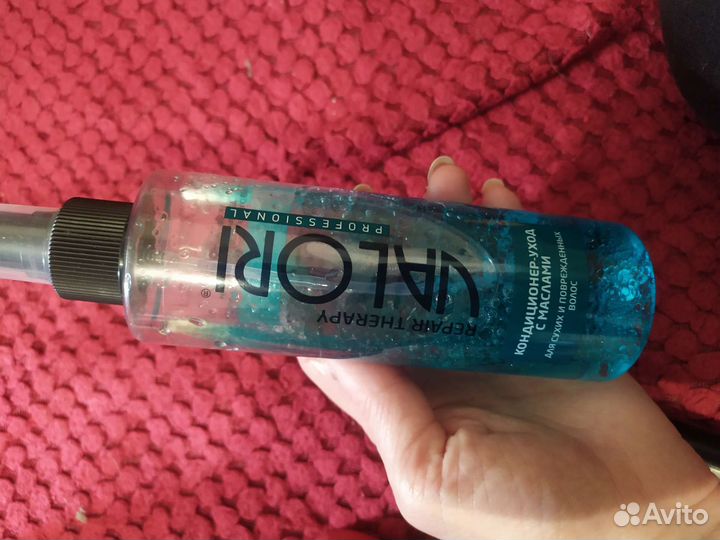 REPAIR THERAPY
VALORI®
PROFESSIONAL
КОНДИЦИОНЕР-УХОД
С МАСЛАМИ
ДЛЯ СУХИХ И ПОВРЕЖДЕННЫХ
ВОЛОС
Avito